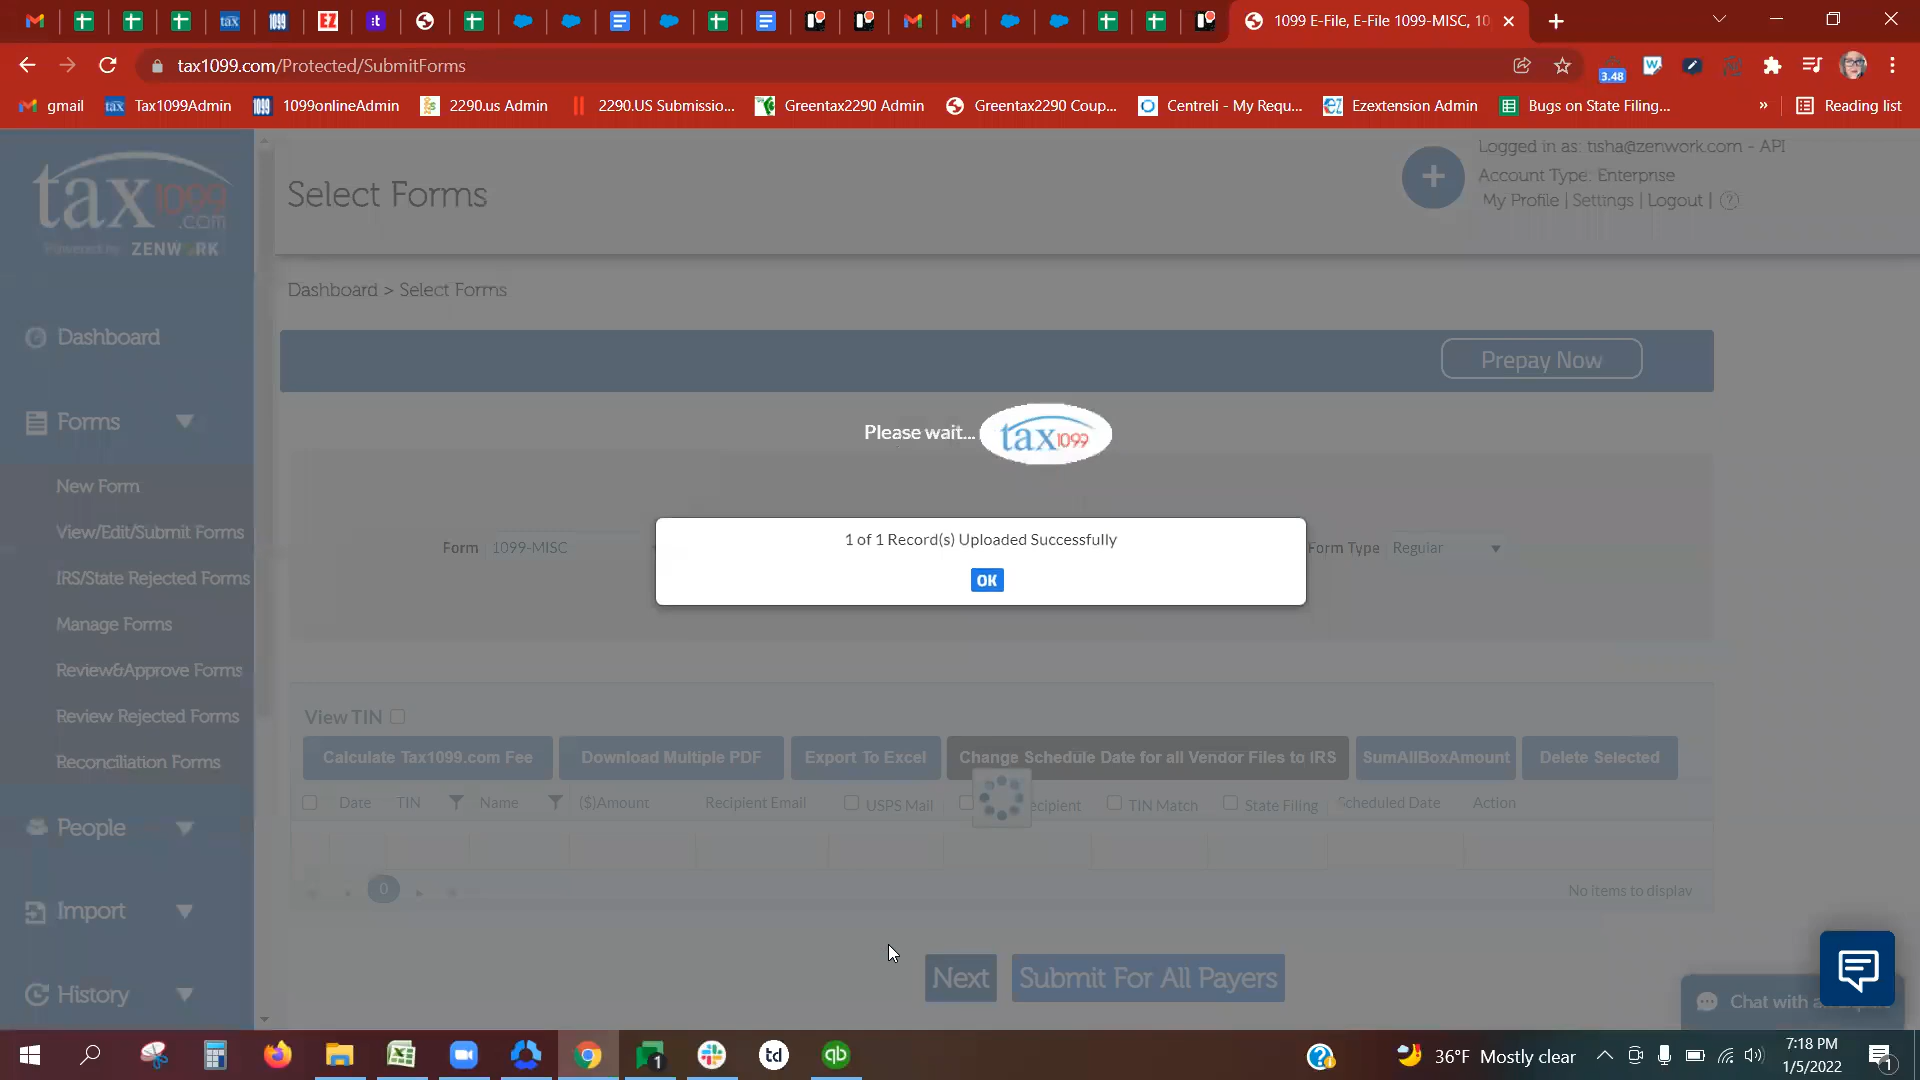 1099 E-File, E-File 1099-MISC, 10
tax1099.com/Protected/SubmitForms
3.48
gmail
Tax1099Admin
1099onlineAdmin
2290.us Admin
2290.US Submissio...
Greentax2290 Admin
Greentax2290 Coup...
Centreli - My Requ...
Ezextension Admin
Bugs on State Filing...
»
Reading list
tax1099
.com
Powered by ZENWORK
Select Forms
Logged in as: tisha@zenwork.com - API
Account Type: Enterprise
My Profile | Settings | Logout | ?
Dashboard > Select Forms
Dashboard
Prepay Now
Forms
Please wait... tax1099
New Form
View/Edit/Submit Forms
1 of 1 Record(s) Uploaded Successfully
Form 1099-MISC
Form Type Regular
OK
IRS/State Rejected Forms
Manage Forms
Review&Approve Forms
Review Rejected Forms
View TIN
Reconciliation Forms
Calculate Tax1099.com Fee
Download Multiple PDF
Export To Excel
Change Schedule Date for all Vendor Files to IRS
SumAllBoxAmount
Delete Selected
Date TIN Name ($)Amount Recipient Email USPS Mail ecipient TIN Match State Filing Scheduled Date Action
People
0
No items to display
Import
Next
Submit For All Payers
History
Chat with a
36°F Mostly clear
7:18 PM
1/5/2022